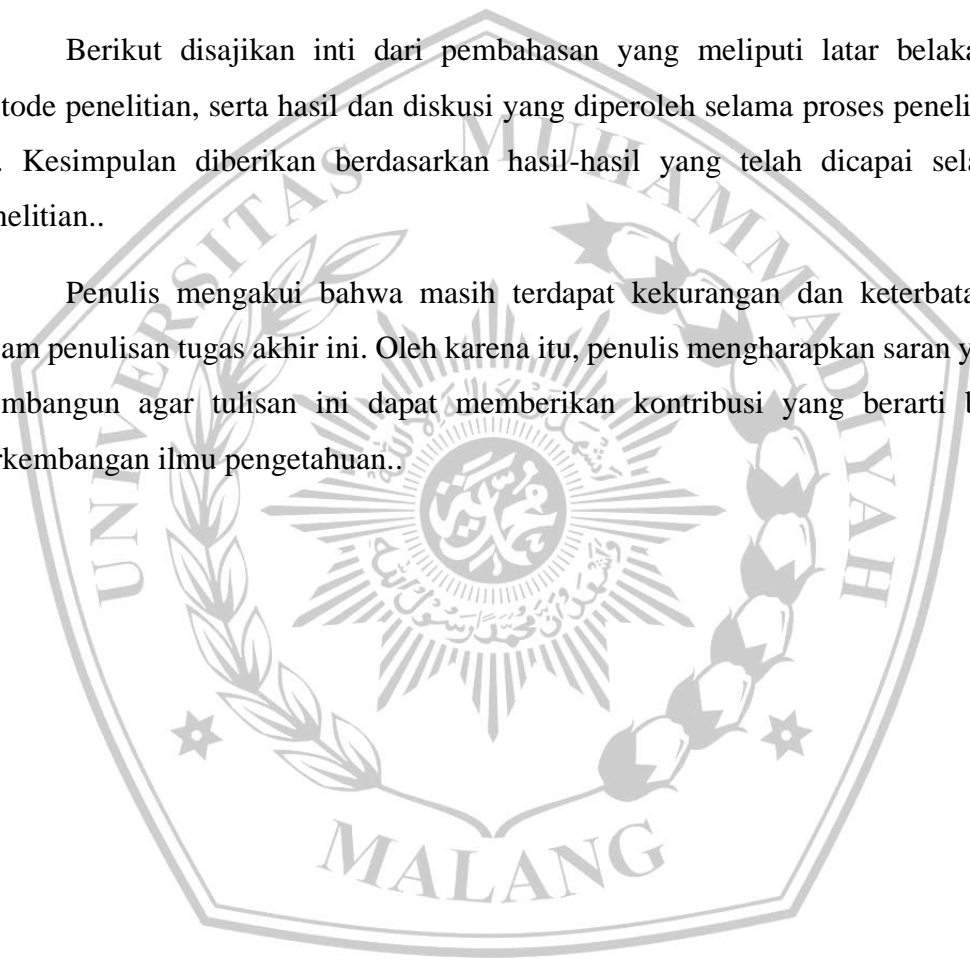 Berikut disajikan inti dari pembahasan yang meliputi latar belaka
tode penelitian, serta hasil dan diskusi yang diperoleh selama proses peneli
. Kesimpulan diberikan berdasarkan hasil-hasil yang telah dicapai sela
nelitian..
Penulis mengakui bahwa masih terdapat kekurangan dan keterbata
am penulisan tugas akhir ini. Oleh karena itu, penulis mengharapkan saran y
mbangun agar tulisan ini dapat memberikan kontribusi yang berarti b
rkembangan ilmu pengetahuan..
UNIVERSITAS MUHAMMADIYAH
MALANG